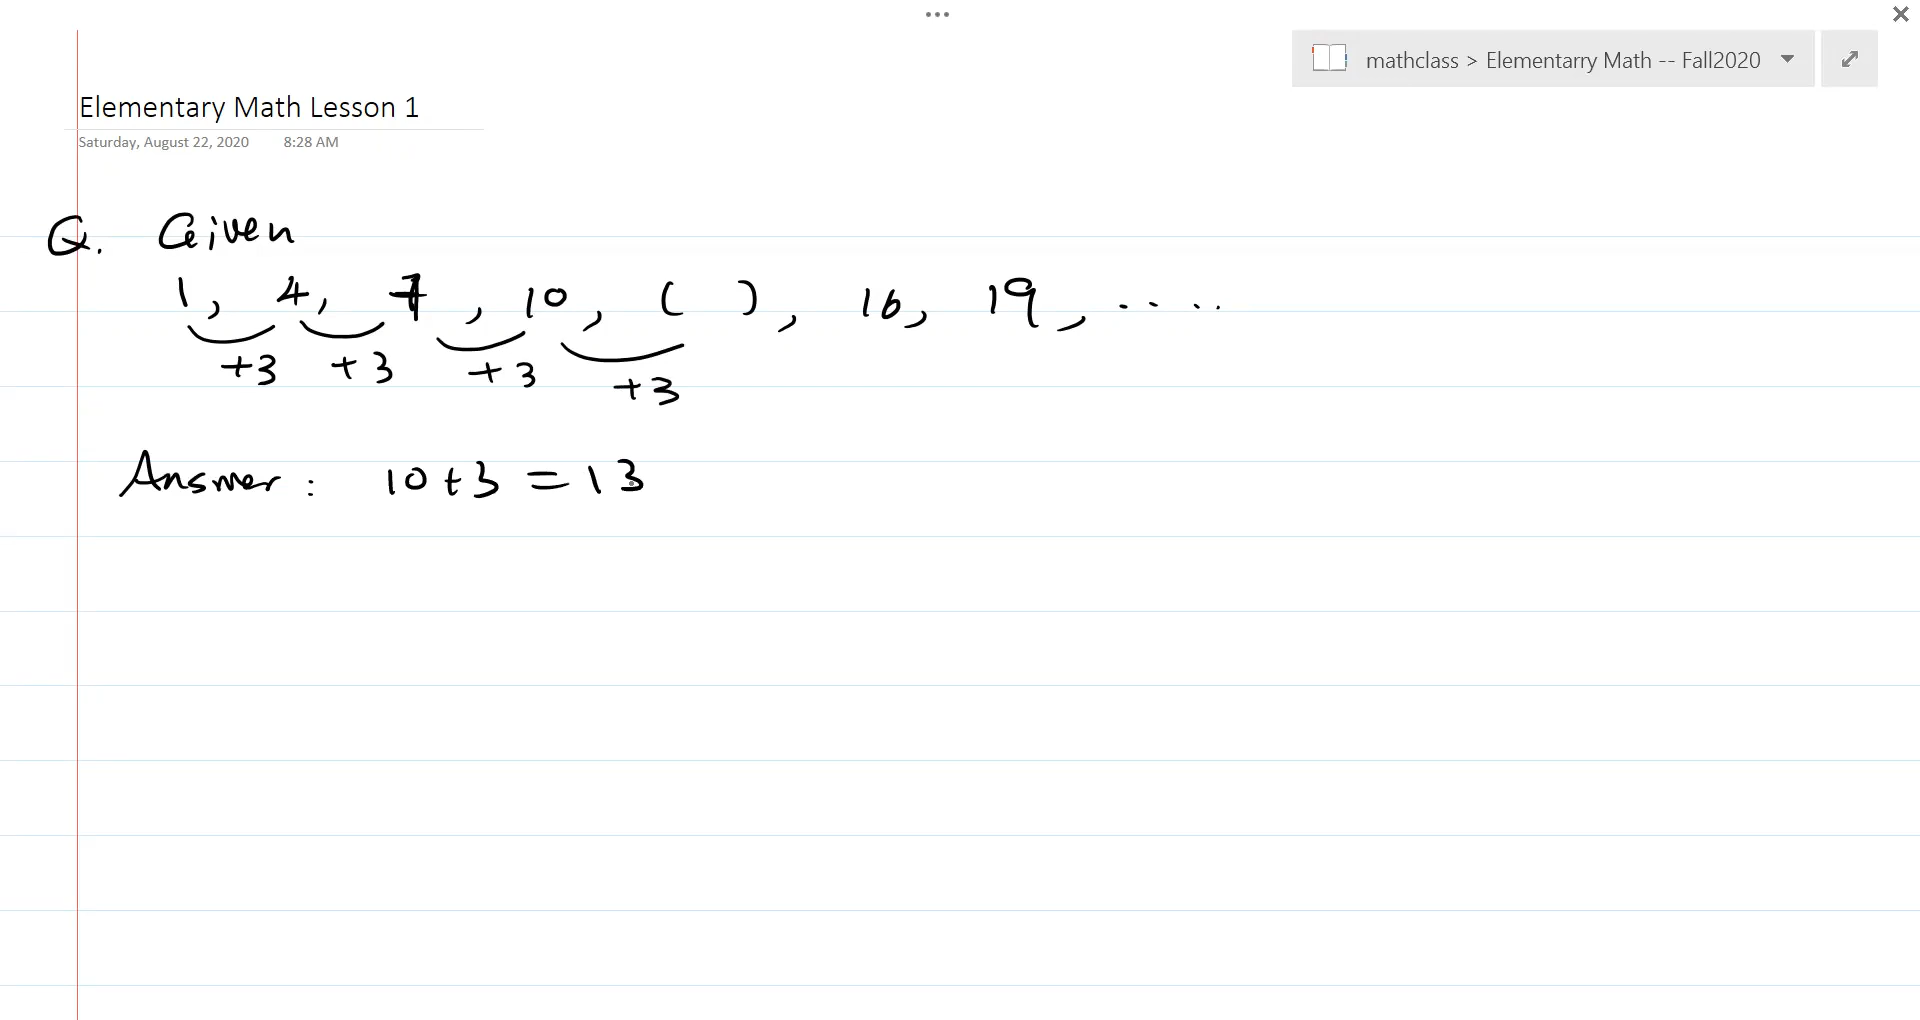 mathclass > Elementarry Math -- Fall2020
Elementary Math Lesson 1
Saturday, August 22, 2020 8:28 AM
Q. Given
1, 4, 7, 10, ( ), 16, 19, ....
+3 +3 +3 +3
Answer: 10+3 = 13